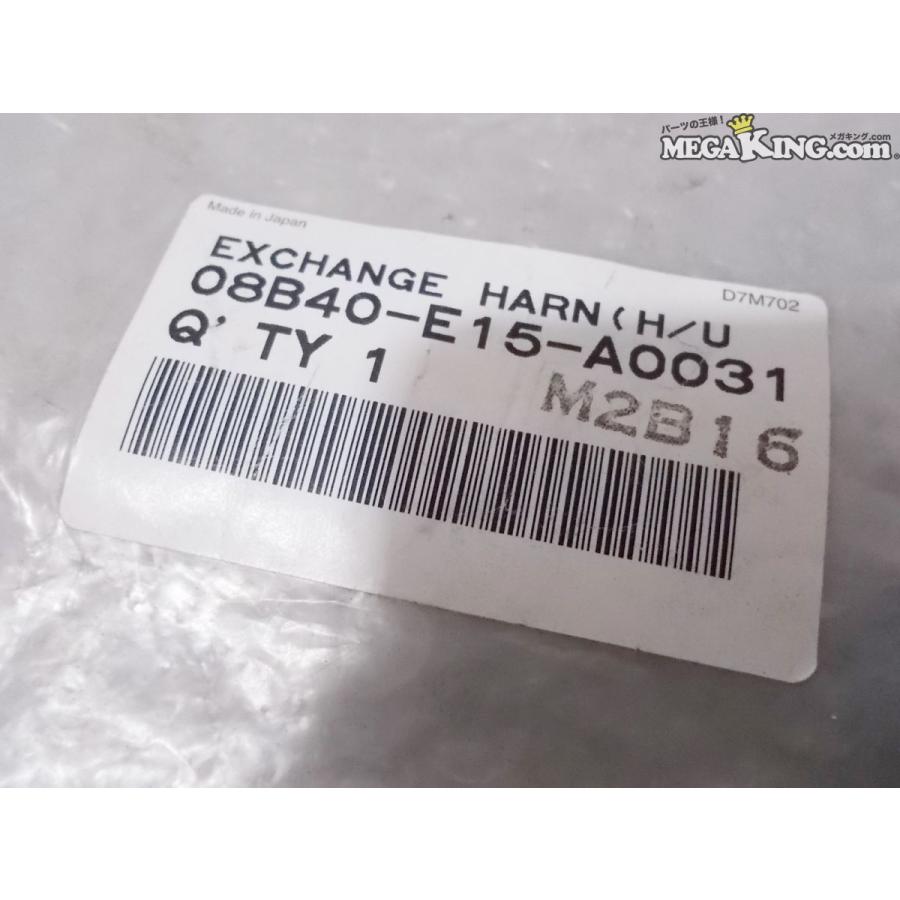 パーツの王様!
メガキング.com
MEGAKING.com®
Made in Japan
D7M702
EXCHANGE HARN(H/U
08B40-E15-A0031
Q'TY 1
M2B16